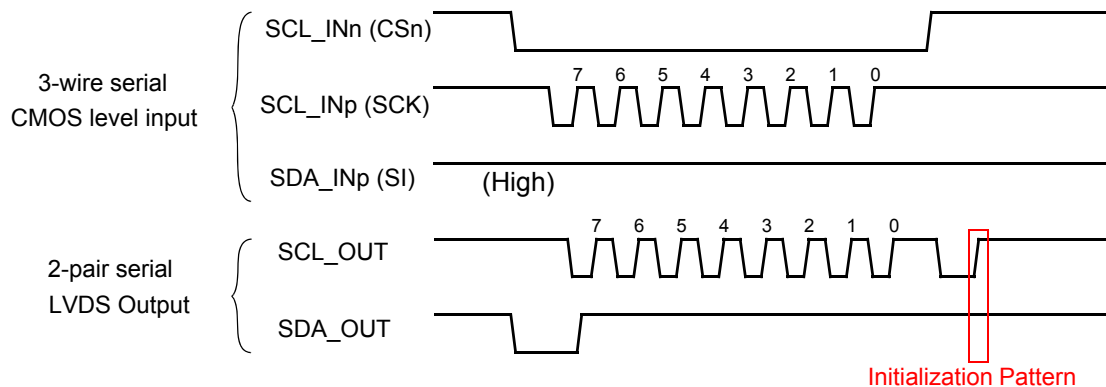 SCL_INn (CSn)
3-wire serial
CMOS level input
7 6 5 4 3 2 1 0
SCL_INp (SCK)
SDA_INp (SI)
(High)
7 6 5 4 3 2 1 0
SCL_OUT
2-pair serial
LVDS Output
SDA_OUT
Initialization Pattern